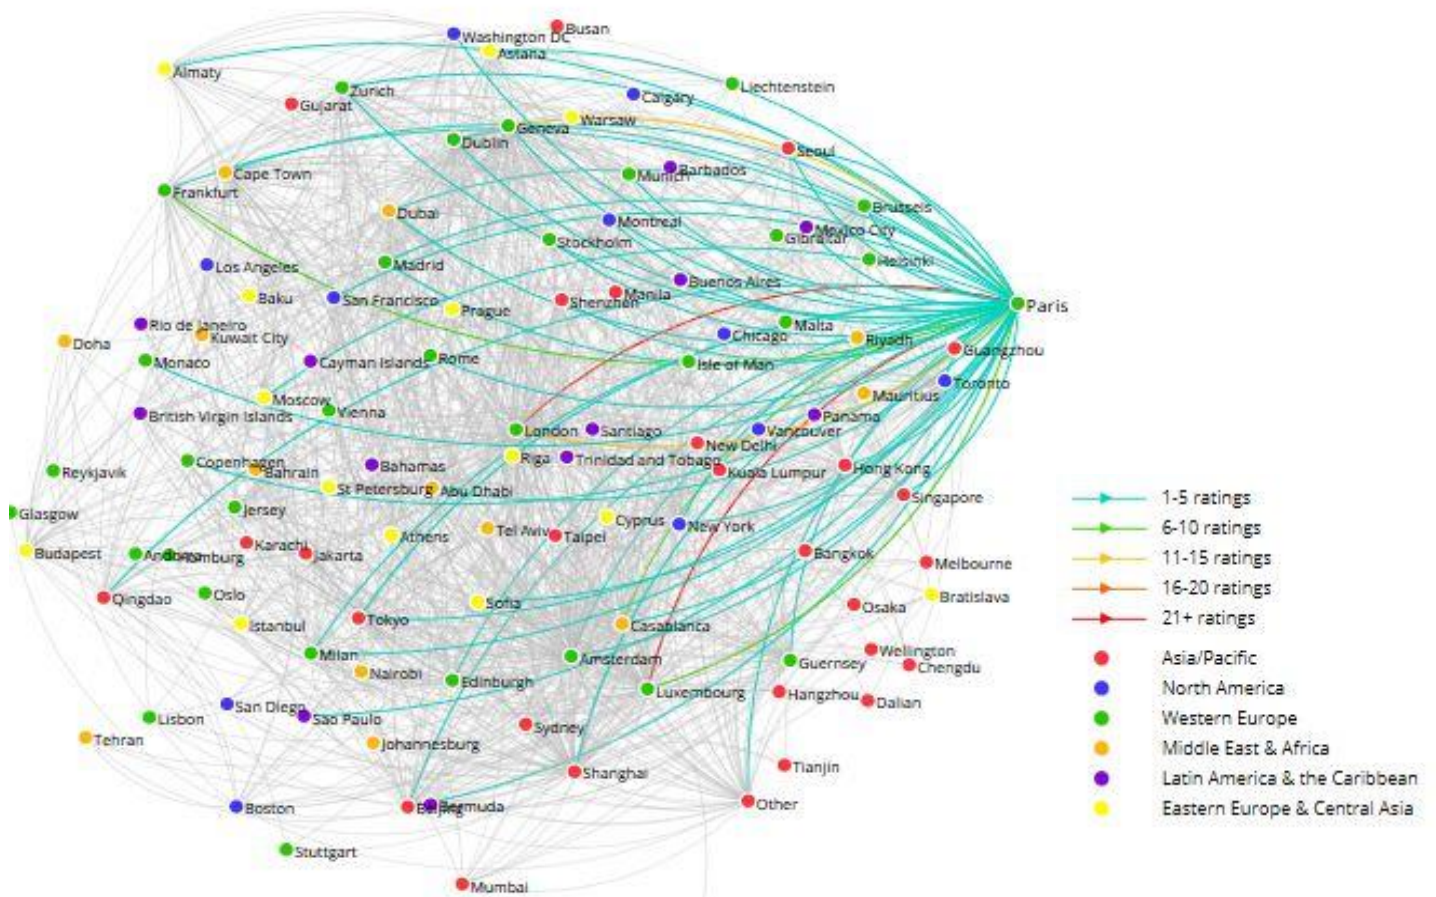 Washington DC
Busan
Astana
Almaty
Zurich
Liechtenstein
Calgary
Gujarat
Warsaw
Geneva
Dublin
Seoul
Munich
Barbados
Cape Town
Frankfurt
Brussels
Dubai
Montreal
Mexico City
Stockholm
Gibraltar
Helsinki
Los Angeles
Madrid
Buenos Aires
Baku
San Francisco
Shenzhen
Manila
Prague
Paris
Rio de Janeiro
Kuwait City
Malta
Chicago
Riyadh
Doha
Guangzhou
Monaco
Cayman Islands
Rome
Isle of Man
Toronto
Moscow
Mauritius
British Virgin Islands
Vienna
Panama
London
Santiago
Vancouver
New Delhi
Copenhagen
Riga
Trinidad and Tobago
Reykjavik
Bahrain
Bahamas
Kuala Lumpur
Hong Kong
St Petersburg
Abu Dhabi
Singapore
1-5 ratings
Glasgow
Jersey
Cyprus
New York
6-10 ratings
Athens
Tel Aviv
Taipei
Budapest
Andorra
Hamburg
Karachi
Jakarta
Bangkok
11-15 ratings
Melbourne
16-20 ratings
Qingdao
Oslo
Sofia
Osaka
Bratislava
Istanbul
Tokyo
Casablanca
21+ ratings
Milan
Amsterdam
Guernsey
Wellington
Asia/Pacific
Nairobi
Edinburgh
Luxembourg
Hangzhou
Chengdu
North America
Lisbon
San Diego
Sao Paulo
Sydney
Dalian
Western Europe
Tehran
Johannesburg
Middle East & Africa
Shanghai
Tianjin
Latin America & the Caribbean
Boston
Beijing
Bermuda
Other
Eastern Europe & Central Asia
Stuttgart
Mumbai